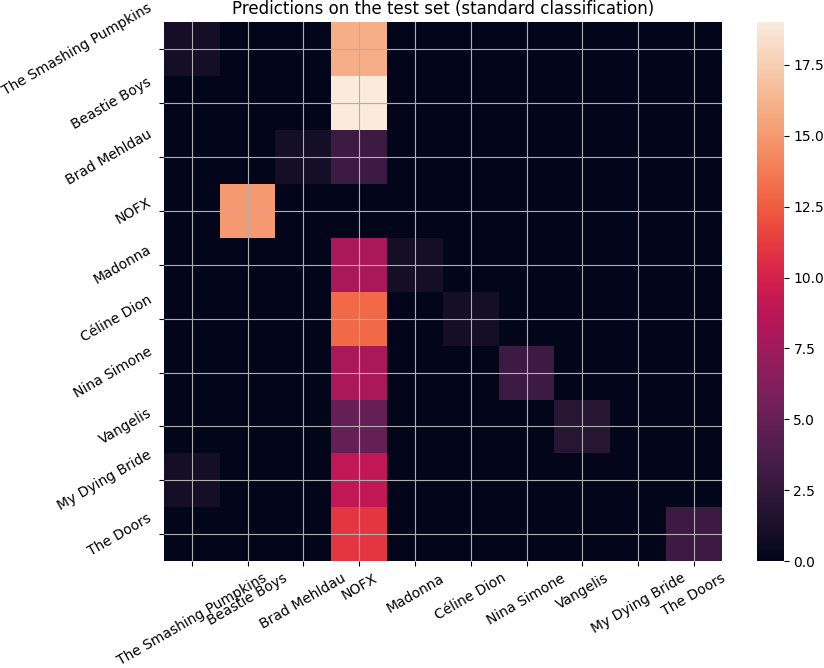 Predictions on the test set (standard classification)
The Smashing Pumpkins
Beastie Boys
Brad Mehldau
NOFX
Madonna
Céline Dion
Nina Simone
Vangelis
My Dying Bride
The Doors
17.5
15.0
12.5
10.0
7.5
5.0
2.5
0.0
The Smashing Pumpkins
Beastie Boys
Brad Mehldau
NOFX
Madonna
Céline Dion
Nina Simone
Vangelis
My Dying Bride
The Doors